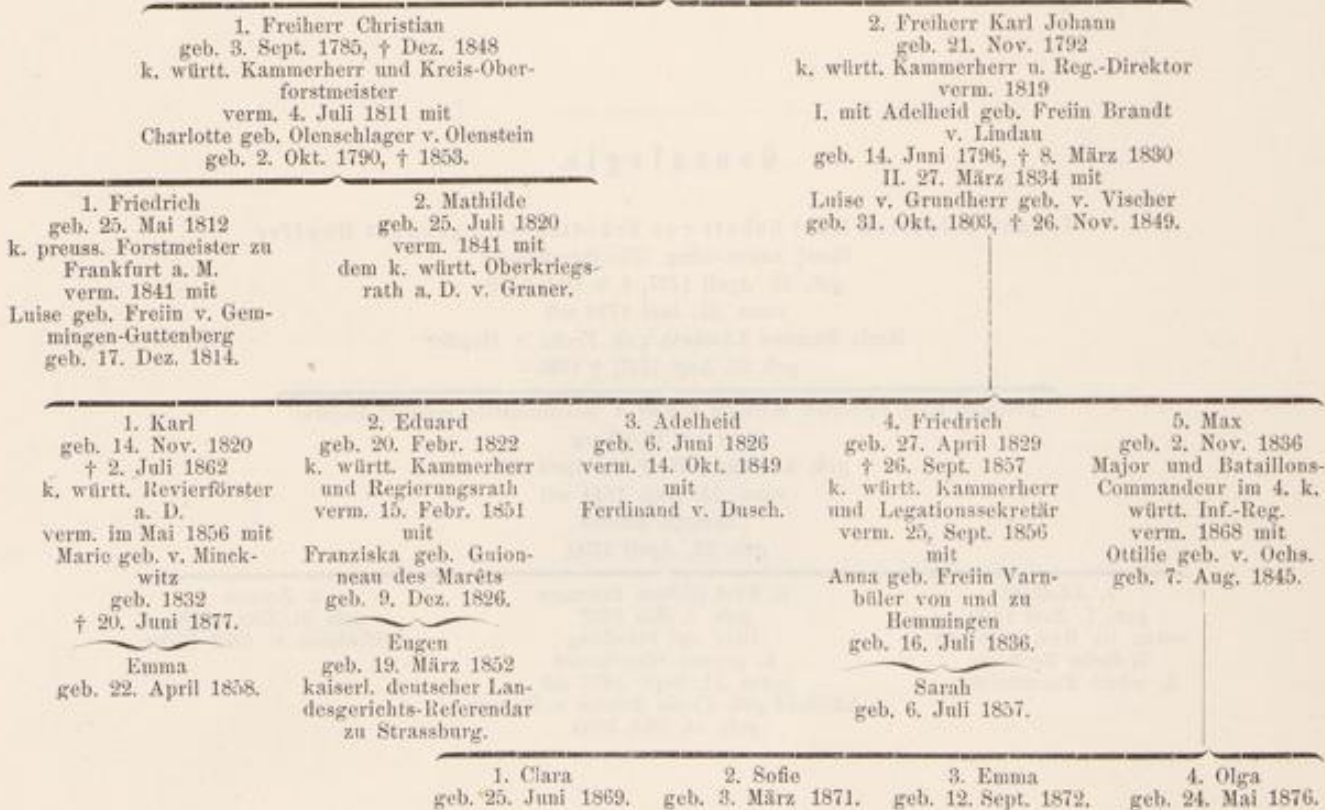 1. Freiherr Christian
geb. 3. Sept. 1785, † Dez. 1848
k. württ. Kammerherr und Kreis-Ober-
forstmeister
verm. 4. Juli 1811 mit
Charlotte geb. Olenschlager v. Olenstein
geb. 2. Okt. 1790, † 1853.
2. Freiherr Karl Johann
geb. 21. Nov. 1792
k. württ. Kammerherr u. Reg.-Direktor
verm. 1819
I. mit Adelheid geb. Freiin Brandt
v. Lindau
geb. 14. Juni 1796, † 8. März 1830
II. 27. März 1834 mit
Luise v. Grundherr geb. v. Vischer
geb. 31. Okt. 1803, † 26. Nov. 1849.
1. Friedrich
geb. 25. Mai 1812
k. preuss. Forstmeister zu
Frankfurt a. M.
verm. 1841 mit
Luise geb. Freiin v. Gem-
mingen-Guttenberg
geb. 17. Dez. 1814.
2. Mathilde
geb. 25. Juli 1820
verm. 1841 mit
dem k. württ. Oberkriegs-
rath a. D. v. Graner.
1. Karl
geb. 14. Nov. 1820
† 2. Juli 1862
k. württ. Revierförster
a. D.
verm. im Mai 1856 mit
Marie geb. v. Minck-
witz
geb. 1832
† 20. Juni 1877.
Emma
geb. 22. April 1858.
2. Eduard
geb. 20. Febr. 1822
k. württ. Kammerherr
und Regierungsrath
verm. 15. Febr. 1851
mit
Franziska geb. Guion-
neau des Marêts
geb. 9. Dez. 1826.
Eugen
geb. 19. März 1852
kaiserl. deutscher Lan-
desgerichts-Referendar
zu Strassburg.
3. Adelheid
geb. 6. Juni 1826
verm. 14. Okt. 1849
mit
Ferdinand v. Dusch.
4. Friedrich
geb. 27. April 1829
† 26. Sept. 1857
k. württ. Kammerherr
und Legationssekretär
verm. 25. Sept. 1856
mit
Anna geb. Freiin Varn-
büler von und zu
Hemmingen
geb. 16. Juli 1836.
Sarah
geb. 6. Juli 1857.
5. Max
geb. 2. Nov. 1836
Major und Bataillons-
Commandeur im 4. k.
württ. Inf.-Reg.
verm. 1868 mit
Ottilie geb. v. Ochs.
geb. 7. Aug. 1845.
1. Clara
geb. 25. Juni 1869.
2. Sofie
geb. 3. März 1871.
3. Emma
geb. 12. Sept. 1872.
4. Olga
geb. 24. Mai 1876.